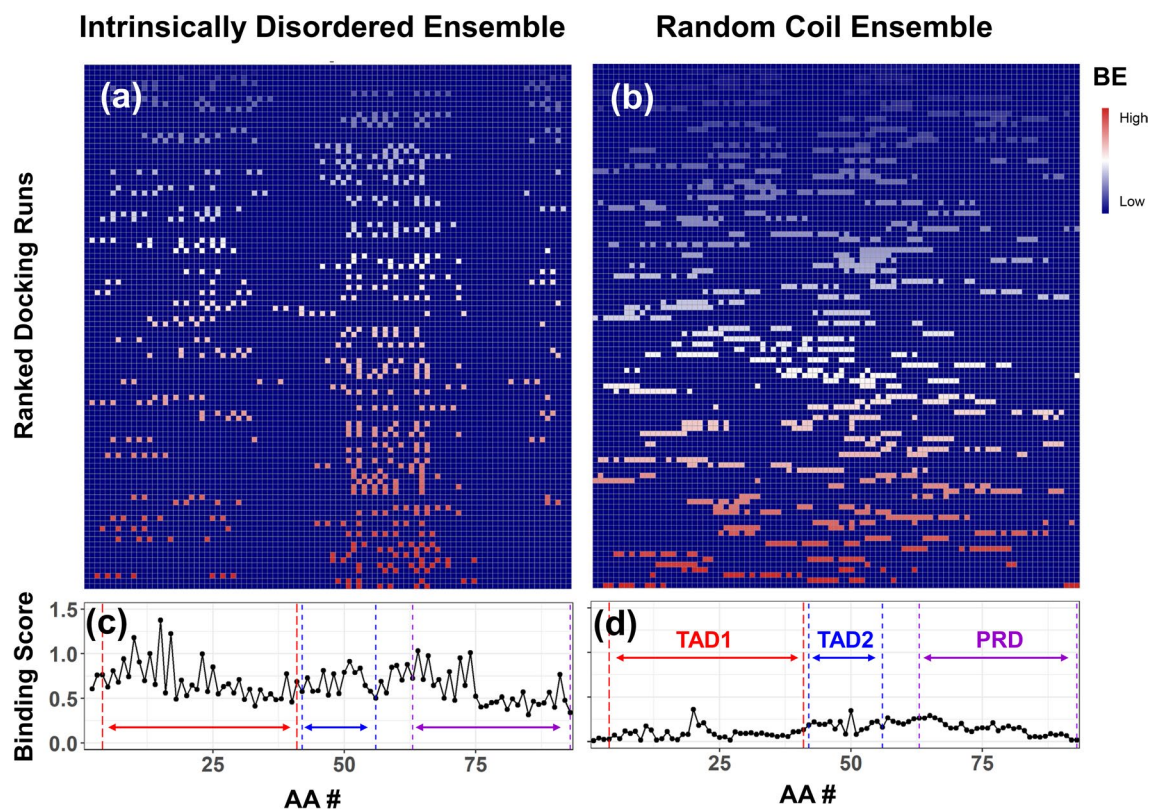 Intrinsically Disordered Ensemble
Random Coil Ensemble
Ranked Docking Runs
(a)
(b)
BE
High
Low
Binding Score
1.5
1.0
0.5
0.0
(c)
(d)
TAD1
TAD2
PRD
25
50
75
25
50
75
AA #
AA #